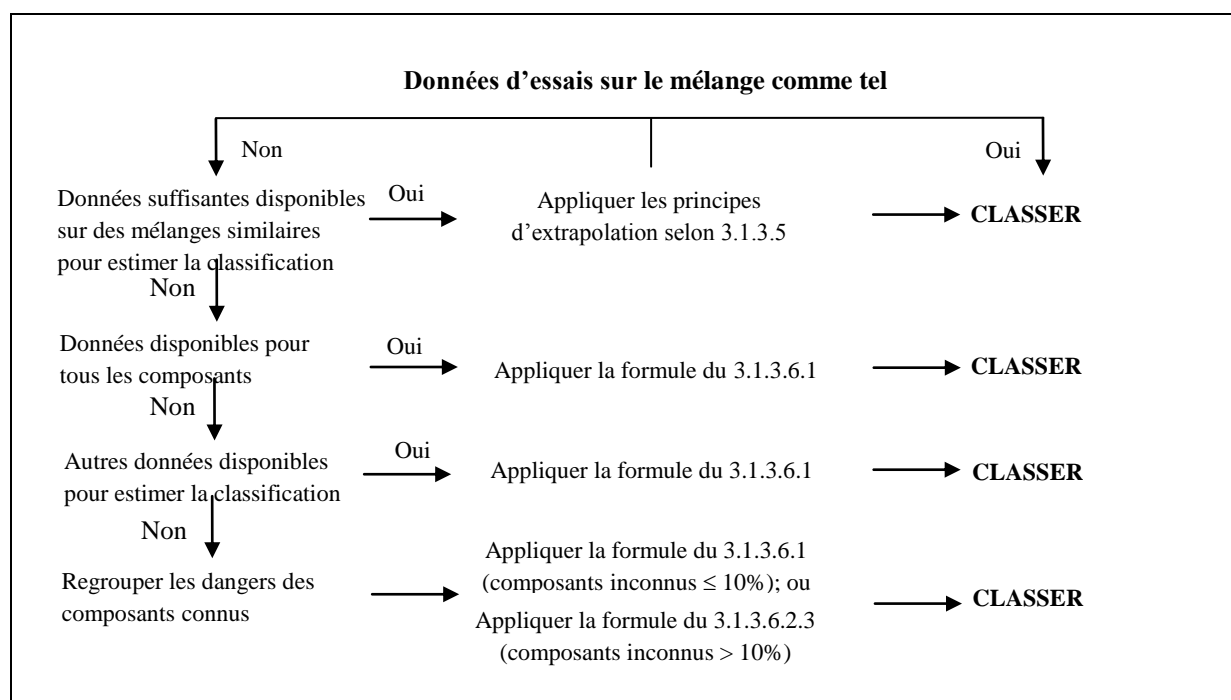 Données d’essais sur le mélange comme tel
Non
Oui
Données suffisantes disponibles
sur des mélanges similaires
pour estimer la classification
Oui
Appliquer les principes
d’extrapolation selon 3.1.3.5
CLASSER
Non
Données disponibles pour
tous les composants
Oui
Appliquer la formule du 3.1.3.6.1
CLASSER
Non
Autres données disponibles
pour estimer la classification
Oui
Appliquer la formule du 3.1.3.6.1
CLASSER
Non
Regrouper les dangers des
composants connus
Appliquer la formule du 3.1.3.6.1
(composants inconnus ≤ 10%); ou
Appliquer la formule du 3.1.3.6.2.3
(composants inconnus > 10%)
CLASSER